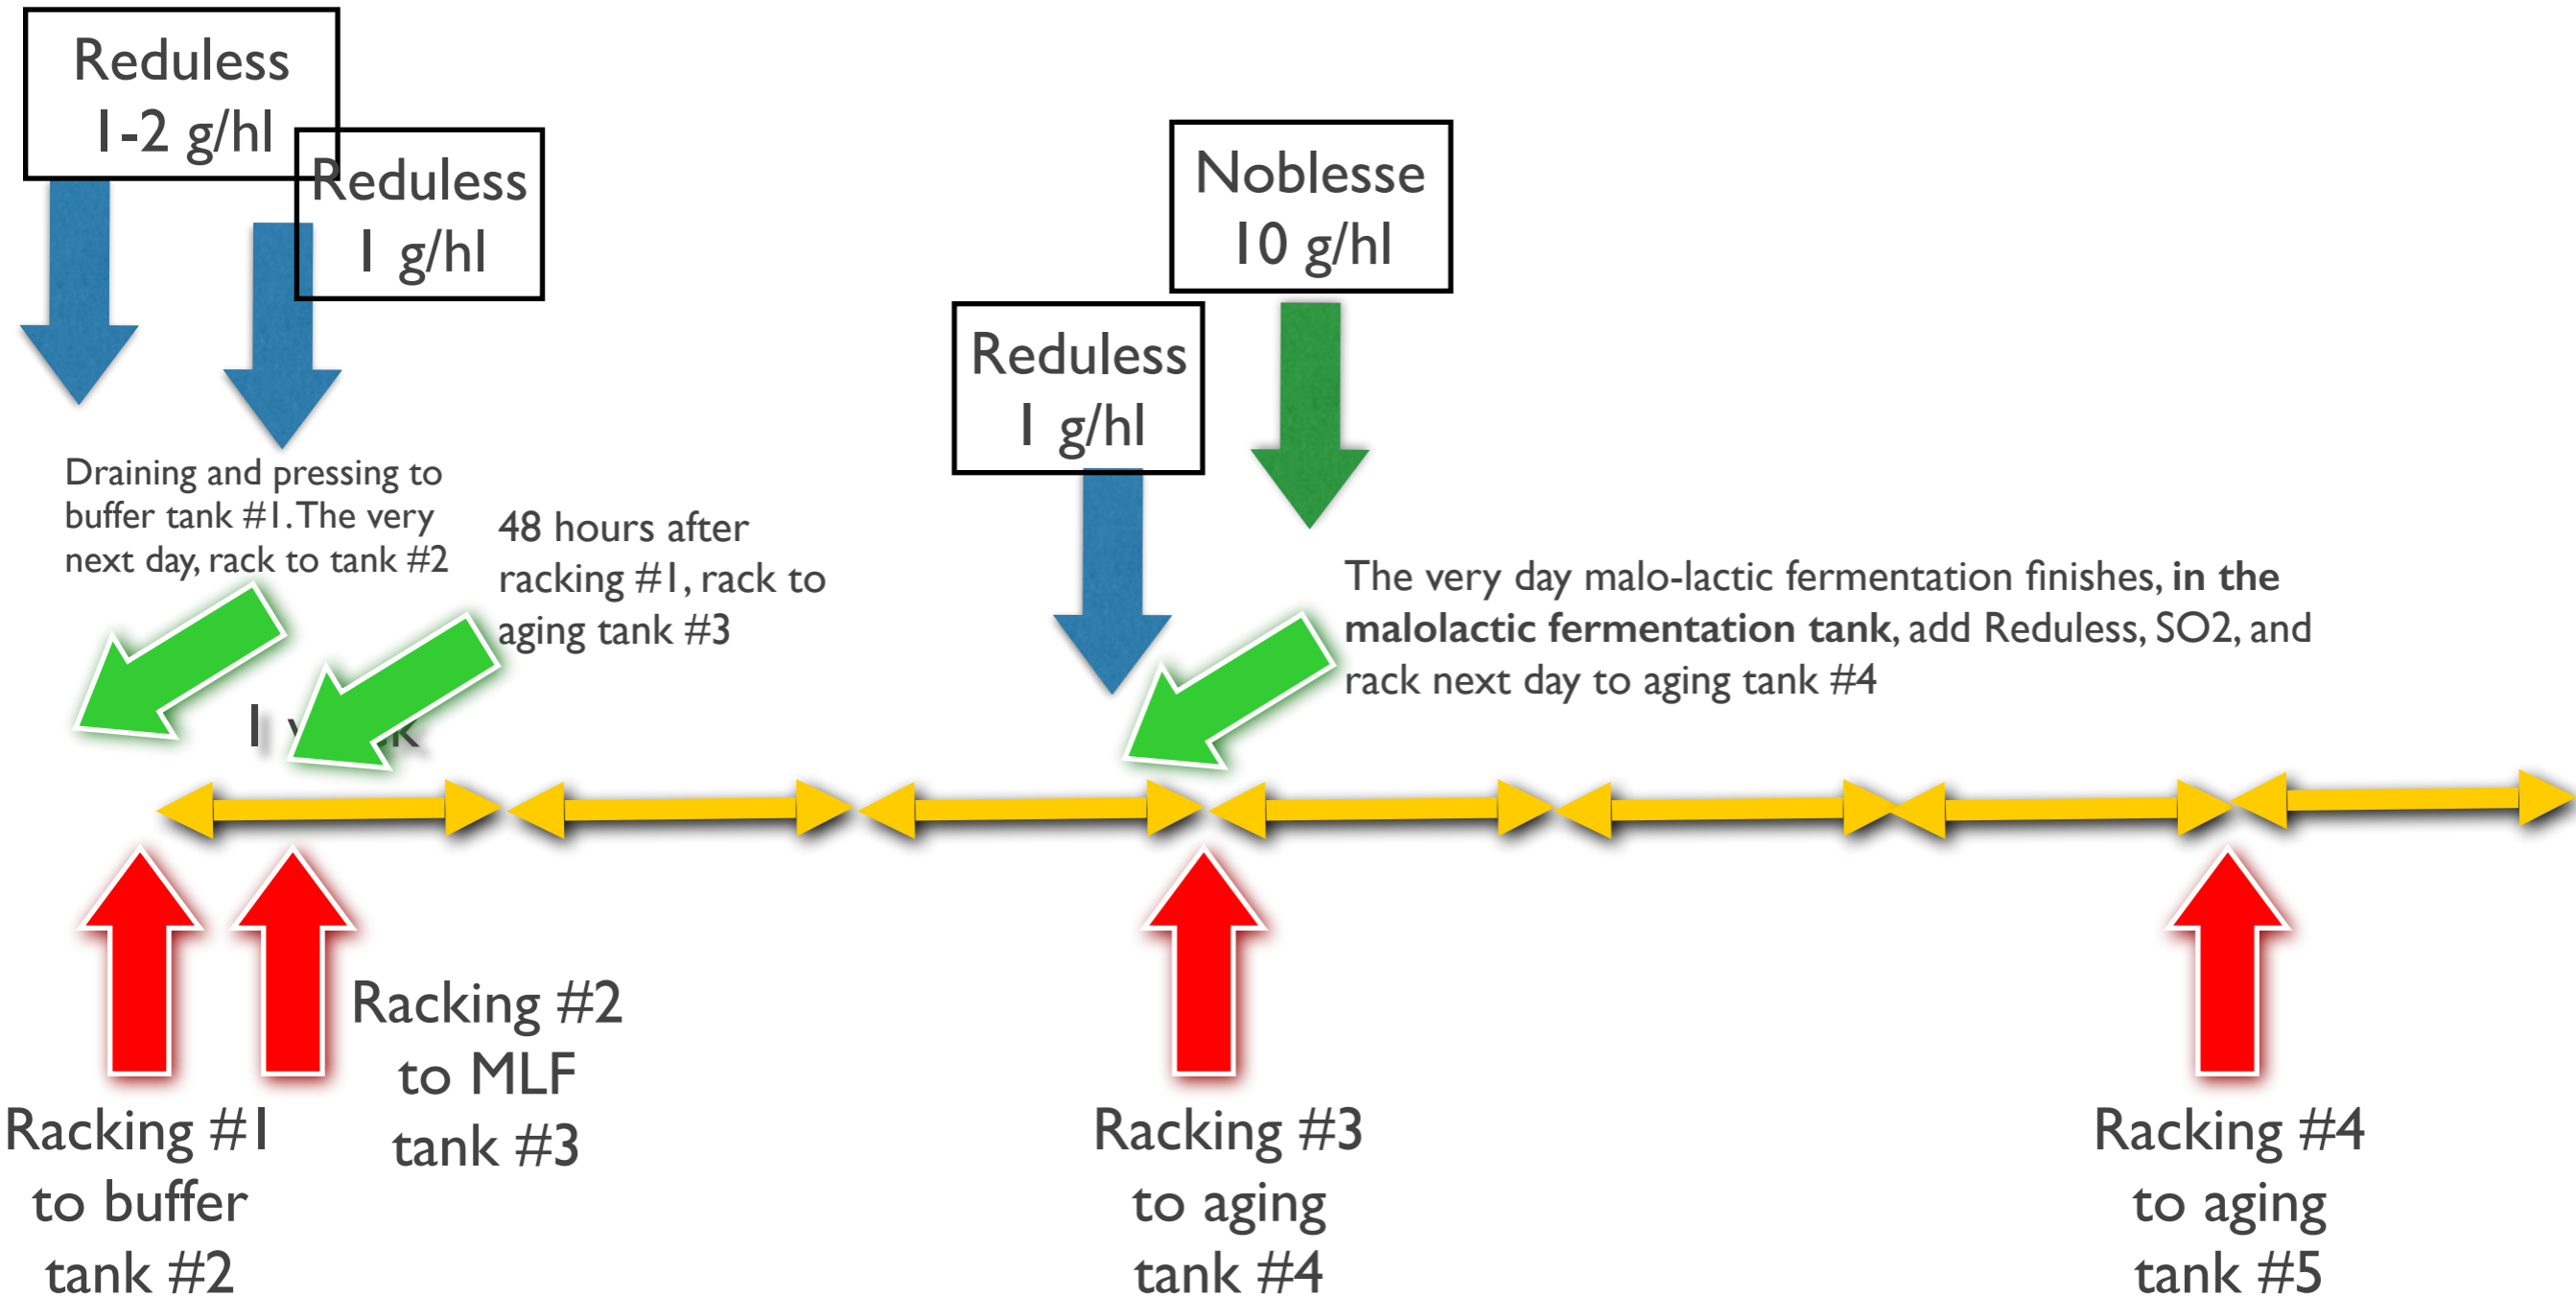 Reduless
1-2 g/hl
Reduless
1 g/hl
Noblesse
10 g/hl
Reduless
1 g/hl
Draining and pressing to
buffer tank #1. The very
next day, rack to tank #2
48 hours after
racking #1, rack to
aging tank #3
The very day malo-lactic fermentation finishes, in the
malolactic fermentation tank, add Reduless, SO2, and
rack next day to aging tank #4
1
Racking #1
to buffer
tank #2
Racking #2
to MLF
tank #3
Racking #3
to aging
tank #4
Racking #4
to aging
tank #5